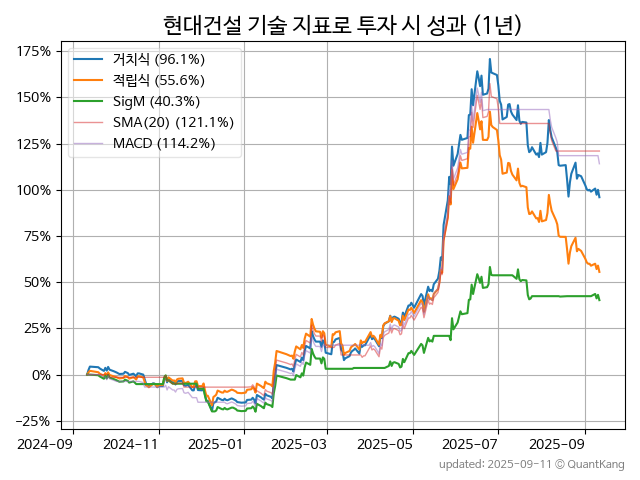 현대건설 기술 지표로 투자 시 성과 (1년)
175%
150%
125%
100%
75%
50%
25%
0%
−25%
거치식 (96.1%)
적립식 (55.6%)
SigM (40.3%)
SMA(20) (121.1%)
MACD (114.2%)
2024-09
2024-11
2025-01
2025-03
2025-05
2025-07
2025-09
updated: 2025-09-11 © QuantKang